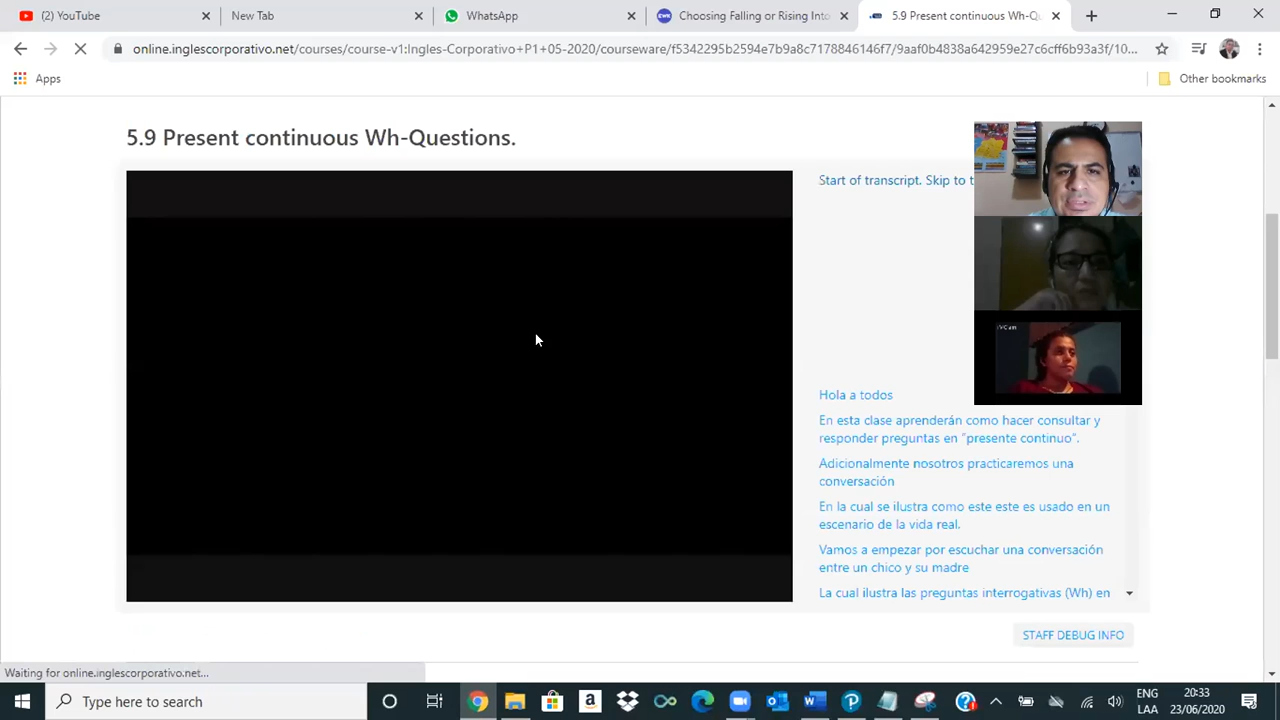 (2) YouTube
New Tab
WhatsApp
Choosing Falling or Rising Into
5.9 Present continuous Wh-Qu
online.inglescorporativo.net/courses/course-v1:Ingles-Corporativo+P1+05-2020/courseware/f5342295b2594e7b9a8c7178846146f7/9aaf0b4838a642959e27c6cff6b93a3f/10...
Apps
Other bookmarks
5.9 Present continuous Wh-Questions.
Start of transcript. Skip to t
Hola a todos
En esta clase aprenderán como hacer consultar y
responder preguntas en "presente continuo".
Adicionalmente nosotros practicaremos una
conversación
En la cual se ilustra como este este es usado en un
escenario de la vida real.
Vamos a empezar por escuchar una conversación
entre un chico y su madre
La cual ilustra las preguntas interrogativas (Wh) en
STAFF DEBUG INFO
Waiting for online.inglescorporativo.net...
Type here to search
ENG
LAA
20:33
23/06/2020